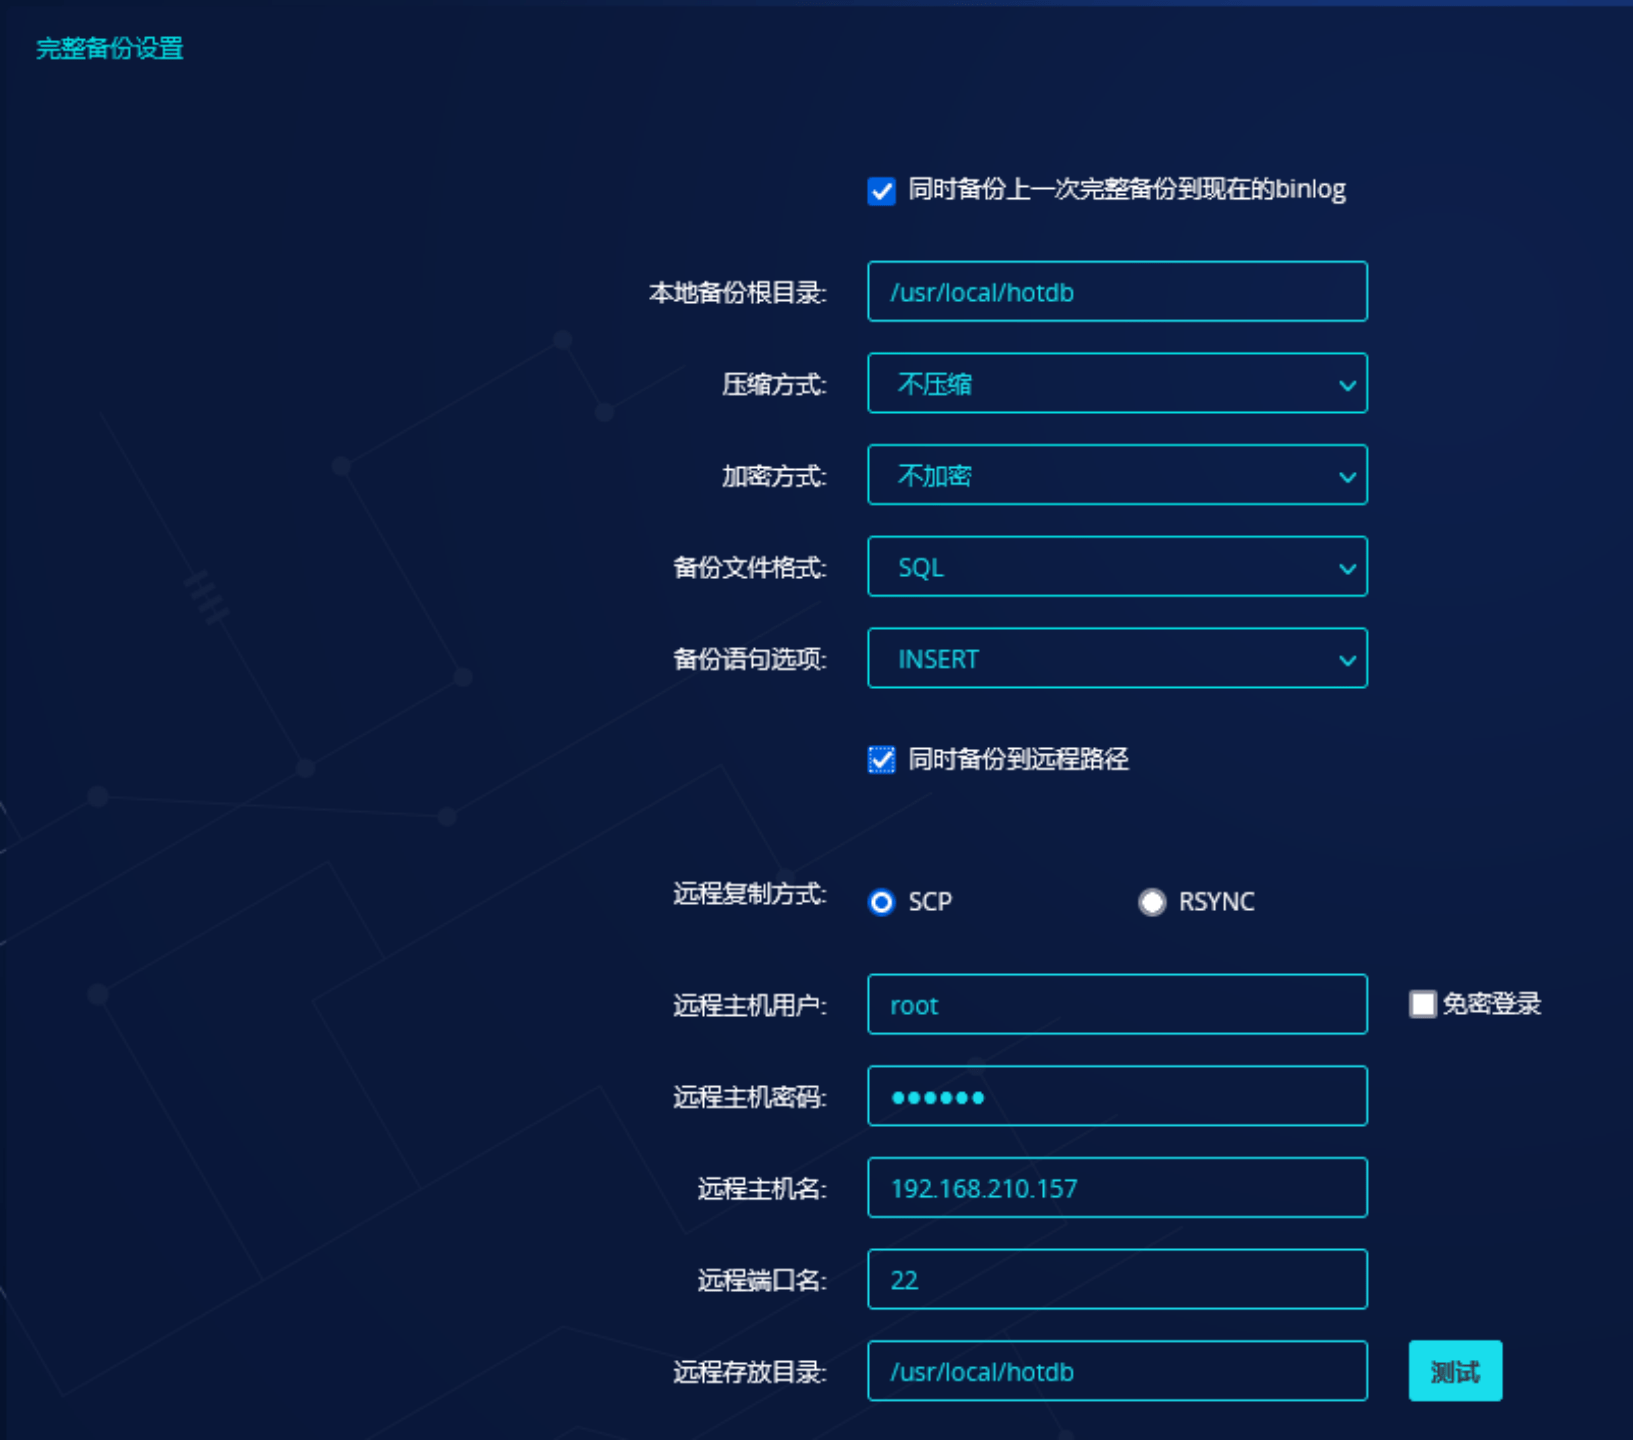 完整备份设置
同时备份上一次完整备份到现在的binlog
本地备份根目录: /usr/local/hotdb
压缩方式: 不压缩
加密方式: 不加密
备份文件格式: SQL
备份语句选项: INSERT
同时备份到远程路径
远程复制方式: SCP RSYNC
远程主机用户: root 免密登录
远程主机密码: ••••••
远程主机名: 192.168.210.157
远程端口名: 22
远程存放目录: /usr/local/hotdb 测试